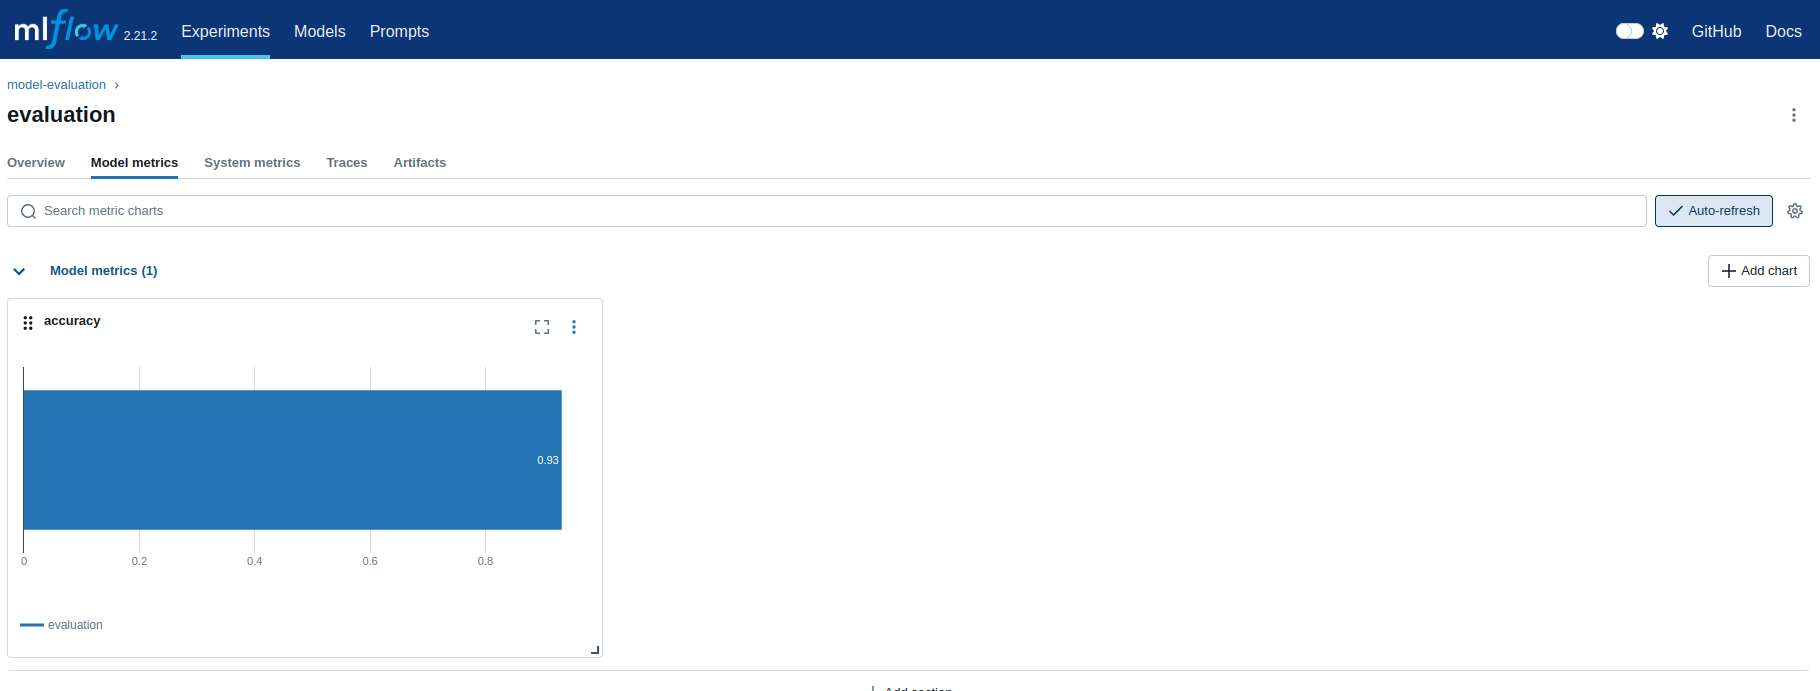 mlflow 2.21.2 Experiments Models Prompts GitHub Docs
model-evaluation
evaluation
Overview Model metrics System metrics Traces Artifacts
Search metric charts Auto-refresh
Model metrics (1) Add chart
accuracy
0.93
0 0.2 0.4 0.6 0.8
evaluation
Add section